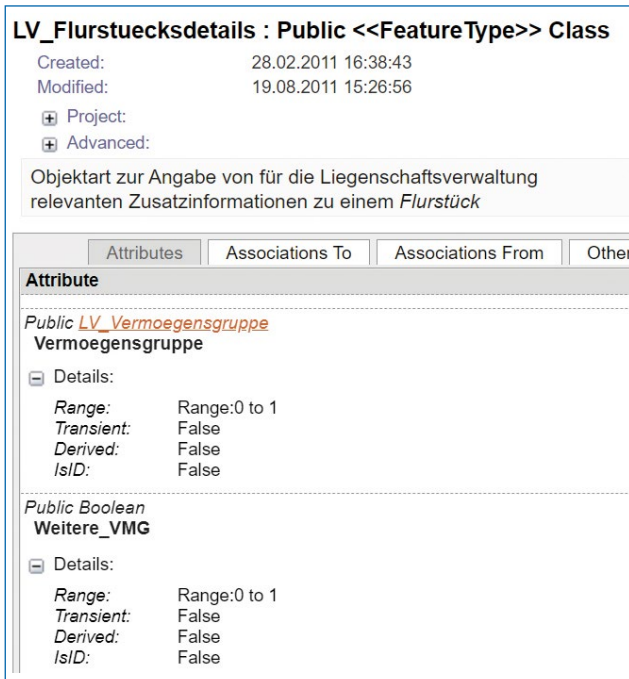 LV_Flurstuecksdetails : Public <<FeatureType>> Class
Created: 28.02.2011 16:38:43
Modified: 19.08.2011 15:26:56
Project:
Advanced:
Objektart zur Angabe von für die Liegenschaftsverwaltung
relevanten Zusatzinformationen zu einem Flurstück
Attributes Associations To Associations From Other
Attribute
Public LV_Vermoegensgruppe
Vermoegensgruppe
Details:
Range: Range:0 to 1
Transient: False
Derived: False
IsID: False
Public Boolean
Weitere_VMG
Details:
Range: Range:0 to 1
Transient: False
Derived: False
IsID: False